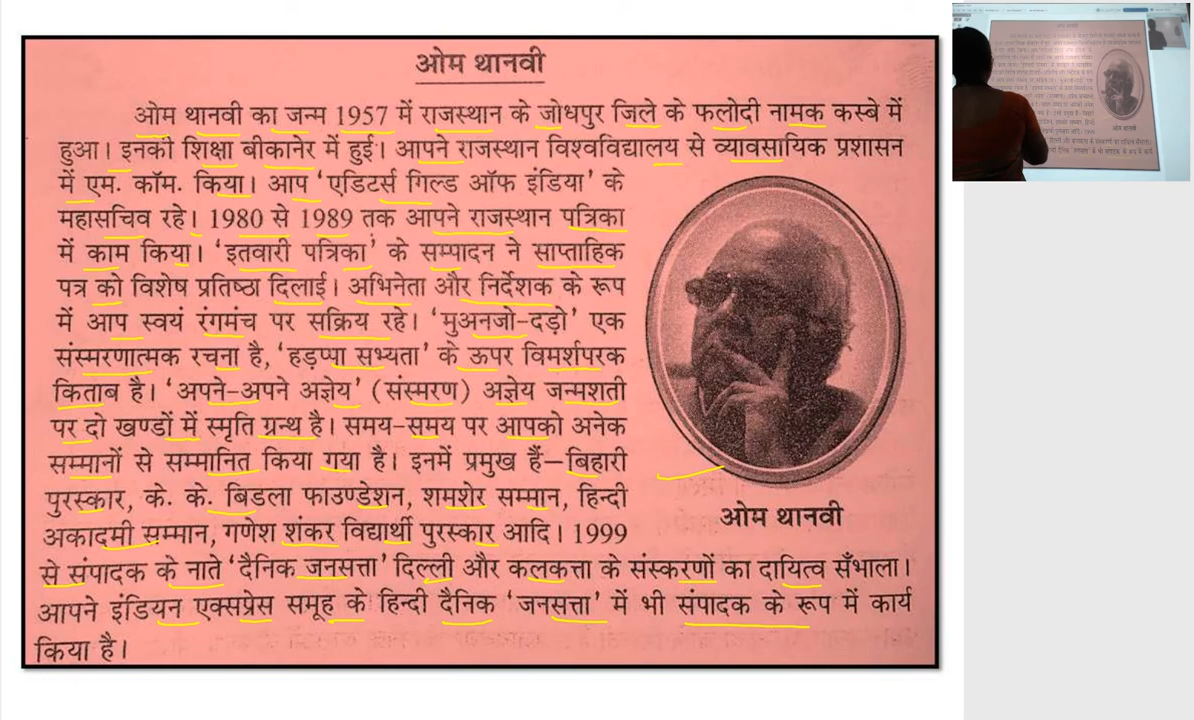 ओम थानवी
ओम थानवी का जन्म 1957 में राजस्थान के जोधपुर जिले के फलोदी नामक कस्बे में
हुआ। इनकी शिक्षा बीकानेर में हुई। आपने राजस्थान विश्वविद्यालय से व्यावसायिक प्रशासन
में एम. कॉम. किया। आप 'एडिटर्स गिल्ड ऑफ इंडिया' के
महासचिव रहे। 1980 से 1989 तक आपने राजस्थान पत्रिका
में काम किया। 'इतवारी पत्रिका' के सम्पादन ने साप्ताहिक
पत्र को विशेष प्रतिष्ठा दिलाई। अभिनेता और निर्देशक के रूप
में आप स्वयं रंगमंच पर सक्रिय रहे। 'मुअनजो-दड़ो' एक
संस्मरणात्मक रचना है, 'हड़प्पा सभ्यता' के ऊपर विमर्शपरक
किताब है। 'अपने-अपने अज्ञेय' (संस्मरण) अज्ञेय जन्मशती
पर दो खण्डों में स्मृति ग्रन्थ है। समय-समय पर आपको अनेक
सम्मानों से सम्मानित किया गया है। इनमें प्रमुख हैं–बिहारी
पुरस्कार, के. के. बिडला फाउण्डेशन, शमशेर सम्मान, हिन्दी
अकादमी सम्मान, गणेश शंकर विद्यार्थी पुरस्कार आदि। 1999
से संपादक के नाते 'दैनिक जनसत्ता' दिल्ली और कलकत्ता के संस्करणों का दायित्व सँभाला।
आपने इंडियन एक्सप्रेस समूह के हिन्दी दैनिक 'जनसत्ता' में भी संपादक के रूप में कार्य
किया है।
ओम थानवी